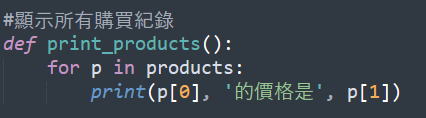 #顯示所有購買紀錄
def print_products():
    for p in products:
        print(p[0], '的價格是', p[1])